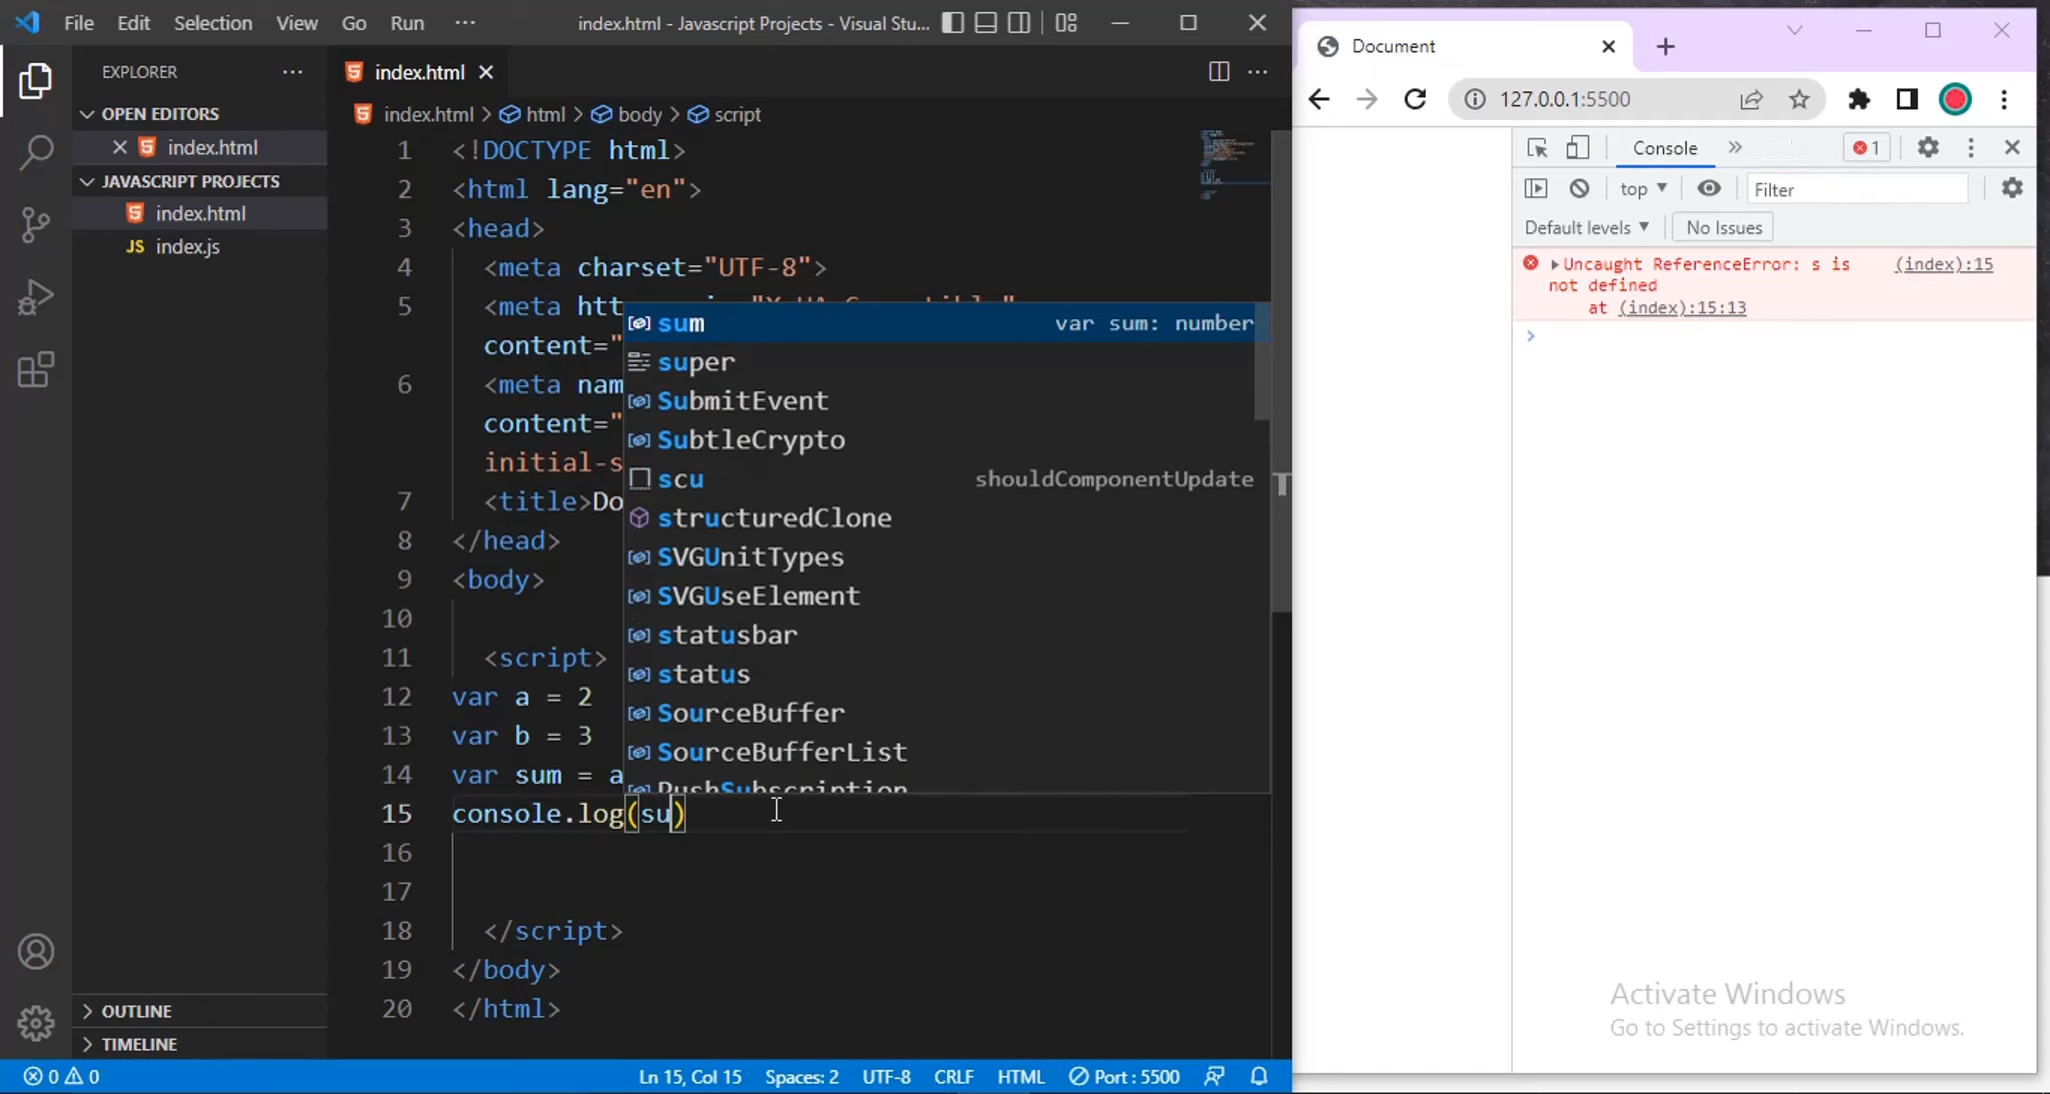 File Edit Selection View Go Run ··· index.html - Javascript Projects - Visual Stu...
EXPLORER ···
OPEN EDITORS
index.html
JAVASCRIPT PROJECTS
index.html
JS index.js
OUTLINE
TIMELINE
index.html
index.html > html > body > script
1 <!DOCTYPE html>
2 <html lang="en">
3 <head>
4 <meta charset="UTF-8">
5 <meta htt
content="
6 <meta nam
content="
initial-s
7 <title>Do
8 </head>
9 <body>
10
11 <script>
12 var a = 2
13 var b = 3
14 var sum = a
15 console.log(su)
16
17
18 </script>
19 </body>
20 </html>
sum var sum: number
super
SubmitEvent
SubtleCrypto
scu shouldComponentUpdate
structuredClone
SVGUnitTypes
SVGUseElement
statusbar
status
SourceBuffer
SourceBufferList
PushSubscription
0 0 Ln 15, Col 15 Spaces: 2 UTF-8 CRLF HTML Port : 5500
Document
127.0.0.1:5500
Console » 1
top Filter
Default levels No Issues
Uncaught ReferenceError: s is (index):15
not defined
at (index):15:13
Activate Windows
Go to Settings to activate Windows.